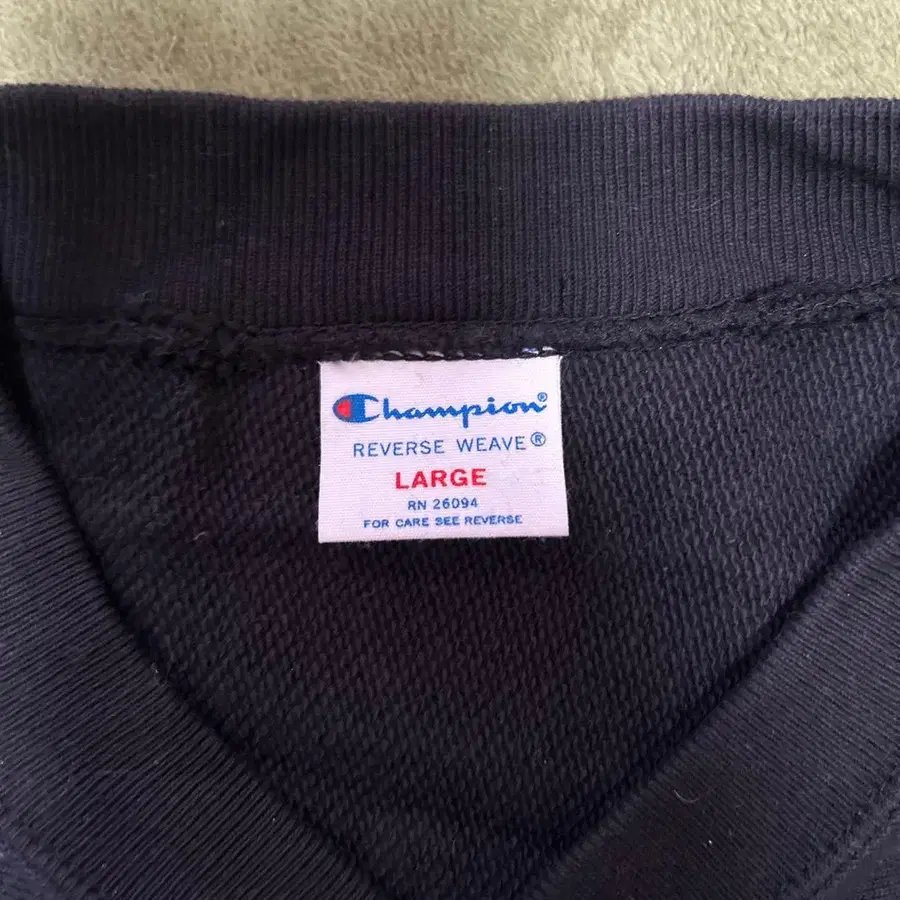 Champion®
REVERSE WEAVE®
LARGE
RN 26094
FOR CARE SEE REVERSE